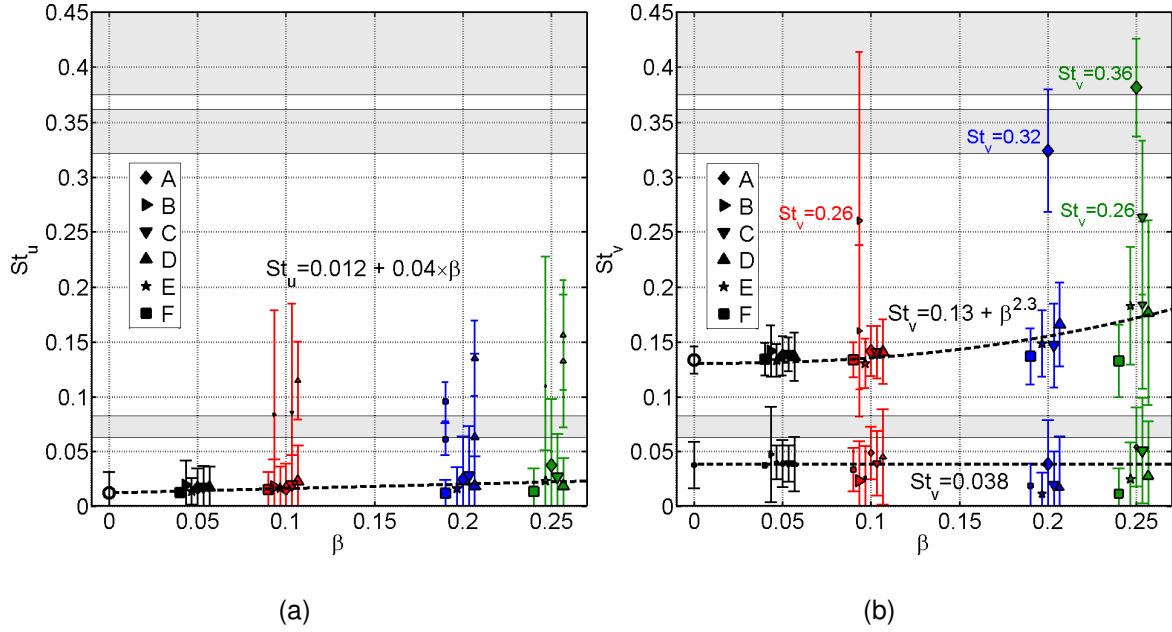 0.45
0.4
0.35
0.3
0.25
0.2
0.15
0.1
0.05
0
St_u
A
B
C
D
E
F
St_u=0.012 + 0.04×β
0 0.05 0.1 0.15 0.2 0.25
β
(a)
0.45
0.4
0.35
0.3
0.25
0.2
0.15
0.1
0.05
0
St_v
A
B
C
D
E
F
St_v=0.36
St_v=0.32
St_v=0.26
St_v=0.26
St_v=0.13 + β^2.3
St_v=0.038
0 0.05 0.1 0.15 0.2 0.25
β
(b)